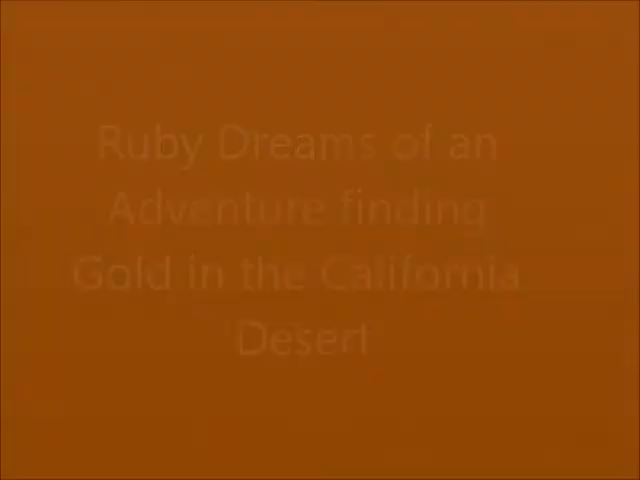 Ruby Dreams of an
Adventure finding
Gold in the California
Desert